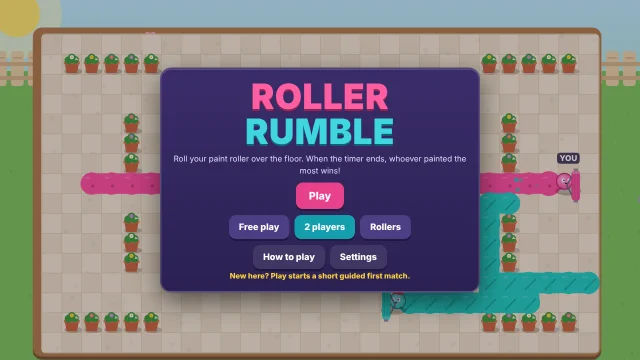 ROLLER
RUMBLE
Roll your paint roller over the floor. When the timer ends, whoever painted the
most wins!
YOU
Play
Free play
2 players
Rollers
How to play
Settings
New here? Play starts a short guided first match.